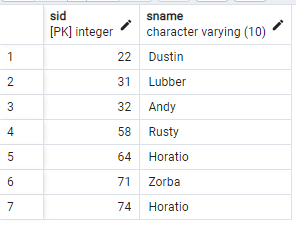 sid sname
[PK] integer character varying (10)
1 22 Dustin
2 31 Lubber
3 32 Andy
4 58 Rusty
5 64 Horatio
6 71 Zorba
7 74 Horatio